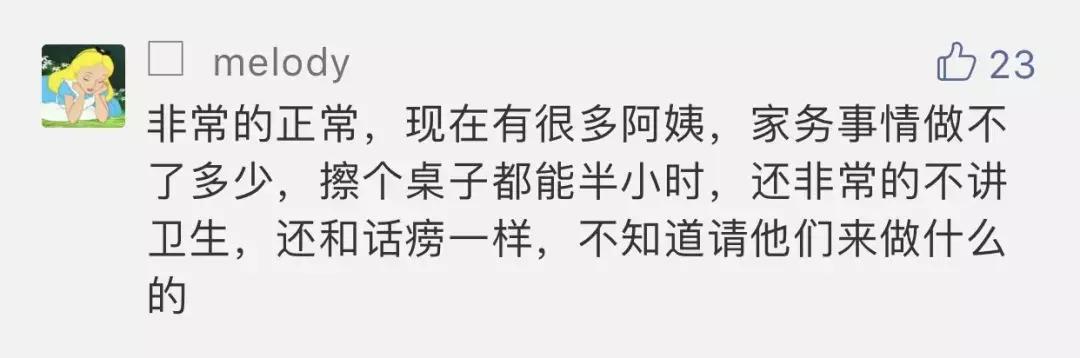 melody
23
非常的正常，现在有很多阿姨，家务事情做不
了多少，擦个桌子都能半小时，还非常的不讲
卫生，还和话痨一样，不知道请他们来做什么
的